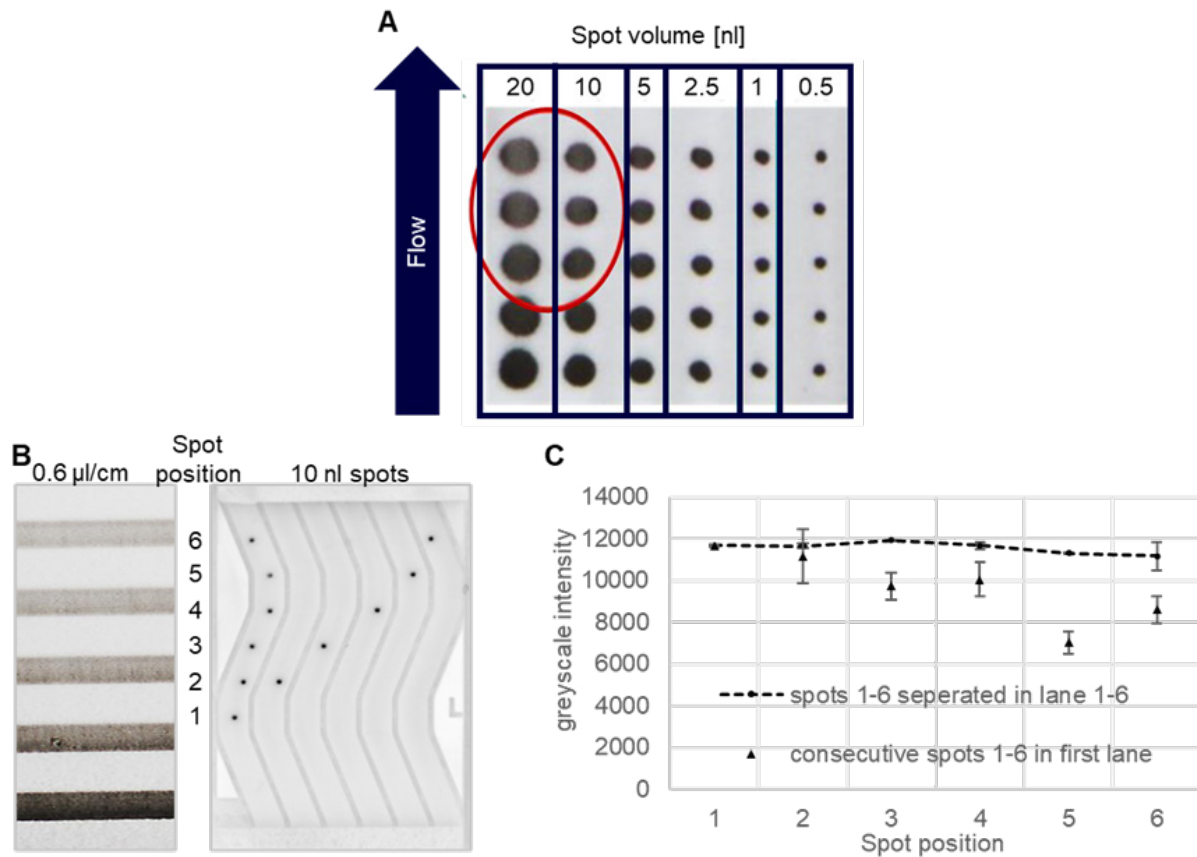 A
Spot volume [nl]
20 10 5 2.5 1 0.5
Flow
B
0.6 µl/cm
Spot position
10 nl spots
6
5
4
3
2
1
L
C
greyscale intensity
14000
12000
10000
8000
6000
4000
2000
0
spots 1-6 seperated in lane 1-6
consecutive spots 1-6 in first lane
1 2 3 4 5 6
Spot position